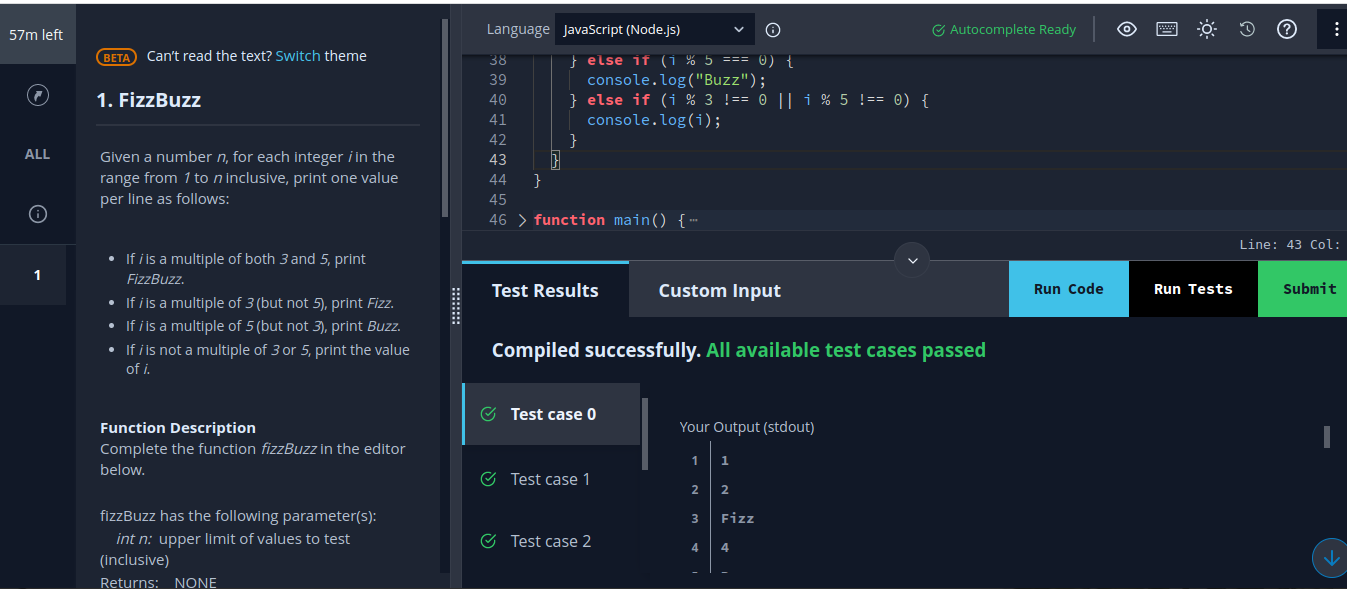 57m left
ALL
1
BETA Can't read the text? Switch theme
1. FizzBuzz
Given a number n, for each integer i in the
range from 1 to n inclusive, print one value
per line as follows:
• If i is a multiple of both 3 and 5, print
FizzBuzz.
• If i is a multiple of 3 (but not 5), print Fizz.
• If i is a multiple of 5 (but not 3), print Buzz.
• If i is not a multiple of 3 or 5, print the value
of i.
Function Description
Complete the function fizzBuzz in the editor
below.
fizzBuzz has the following parameter(s):
int n: upper limit of values to test
(inclusive)
Returns: NONE
Language JavaScript (Node.js) Autocomplete Ready
38 } else if (i % 5 === 0) {
39 console.log("Buzz");
40 } else if (i % 3 !== 0 || i % 5 !== 0) {
41 console.log(i);
42 }
43 }
44 }
45
46 function main() {
Line: 43 Col:
Test Results Custom Input Run Code Run Tests Submit
Compiled successfully. All available test cases passed
Test case 0
Test case 1
Test case 2
Your Output (stdout)
1 1
2 2
3 Fizz
4 4